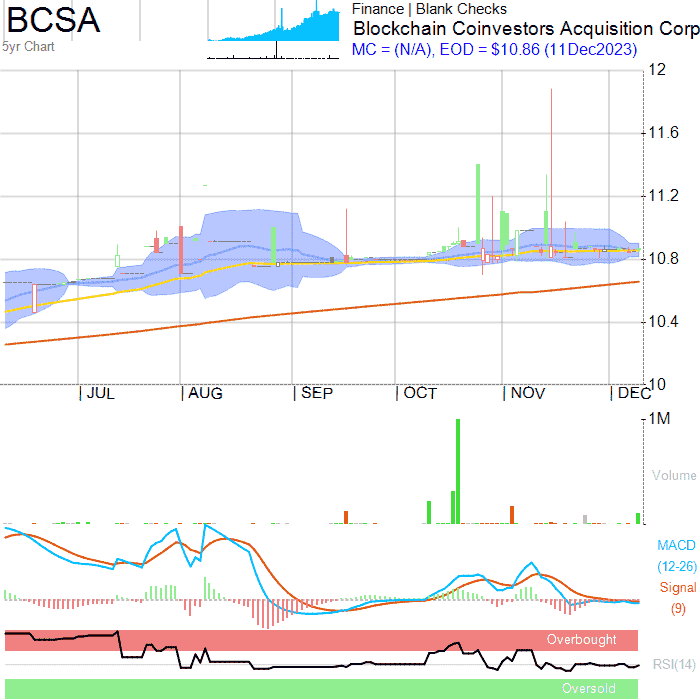 BCSA
5yr Chart
Finance | Blank Checks
Blockchain Coinvestors Acquisition Corp
MC = (N/A), EOD = $10.86 (11Dec2023)
12
11.6
11.2
10.8
10.4
10
JUL
AUG
SEP
OCT
NOV
DEC
1M
Volume
MACD
(12-26)
Signal
(9)
Overbought
RSI(14)
Oversold